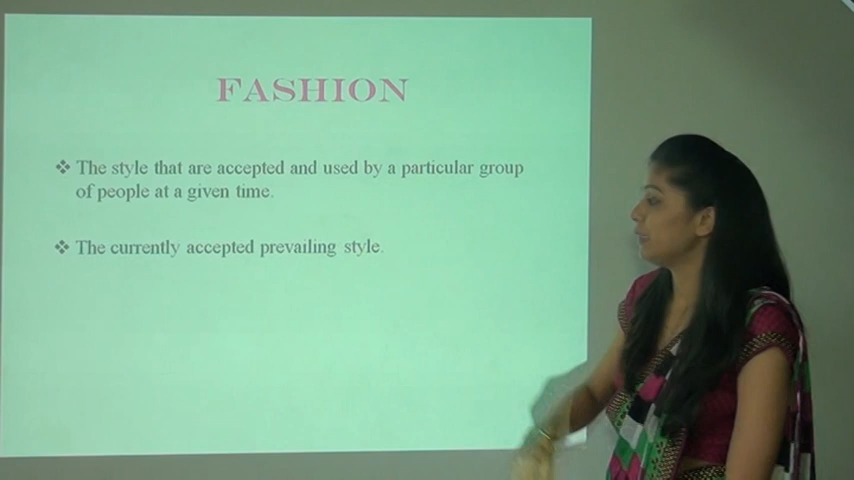 FASHION
❖ The style that are accepted and used by a particular group
of people at a given time.
❖ The currently accepted prevailing style.